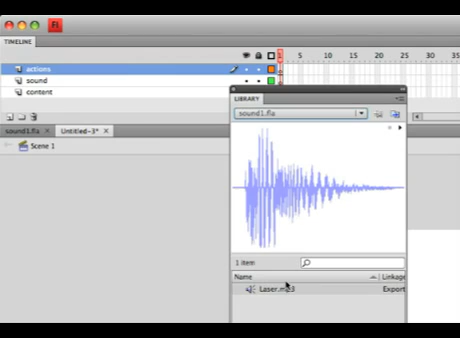 Fl
TIMELINE
1 5 10 15 20 25 30 35
actions
sound
content
LIBRARY
sound1.fla
sound1.fla × Untitled-3* ×
Scene 1
1 item
Name Linkage
Laser.mp3 Export